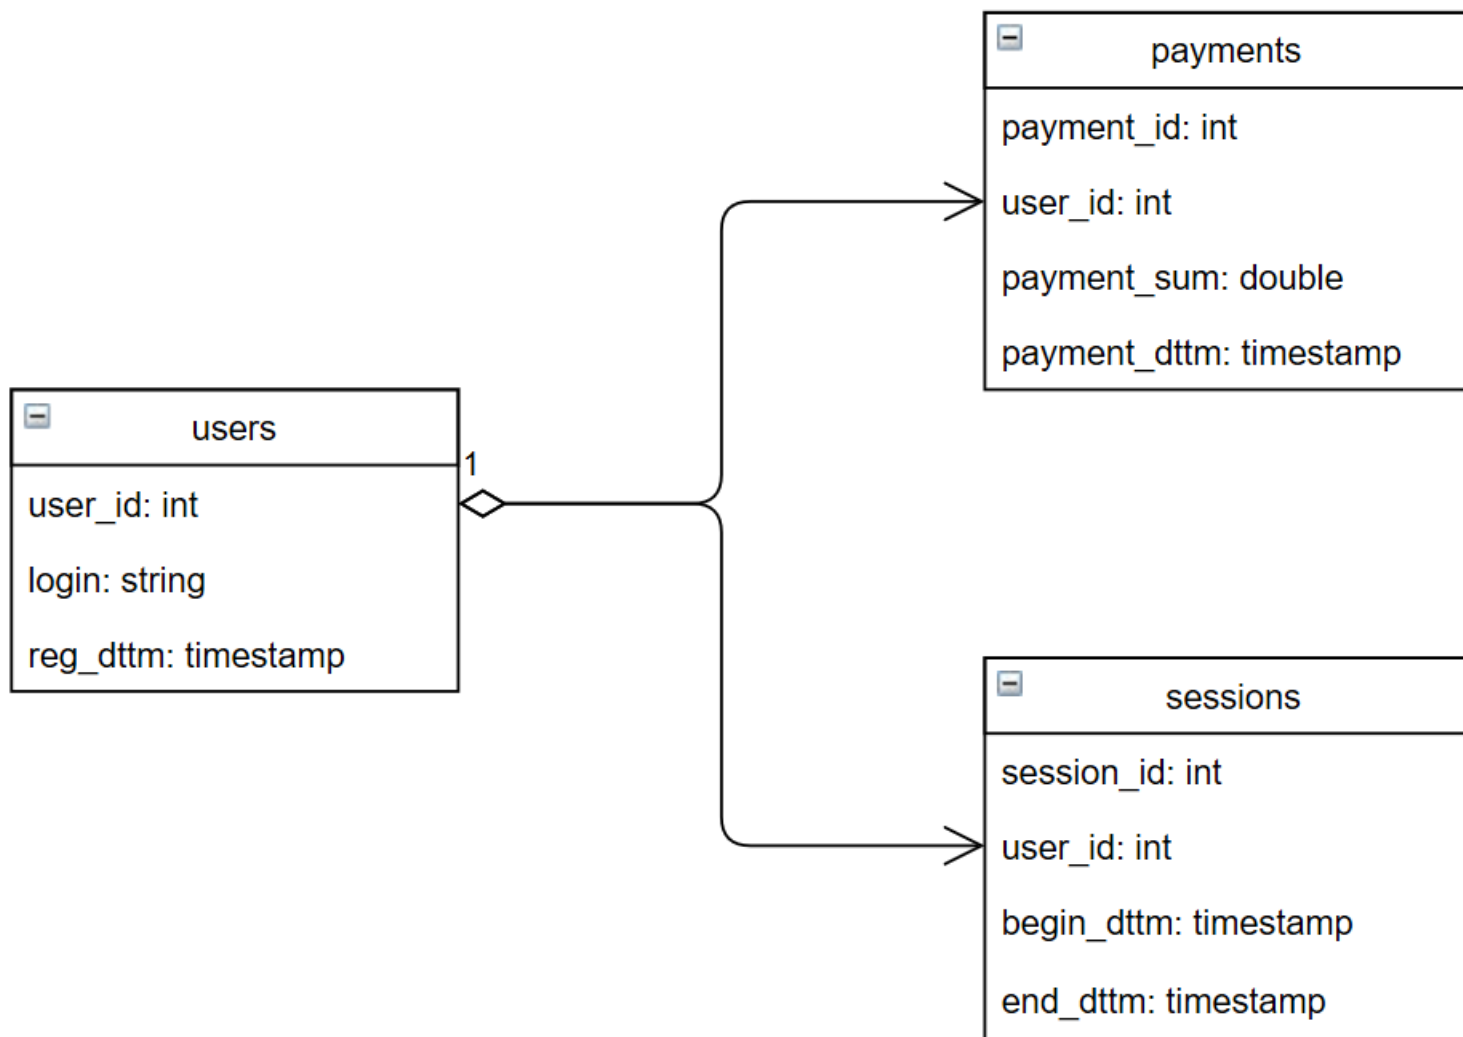 payments
payment_id: int
user_id: int
payment_sum: double
payment_dttm: timestamp
users
1
user_id: int
login: string
reg_dttm: timestamp
sessions
session_id: int
user_id: int
begin_dttm: timestamp
end_dttm: timestamp